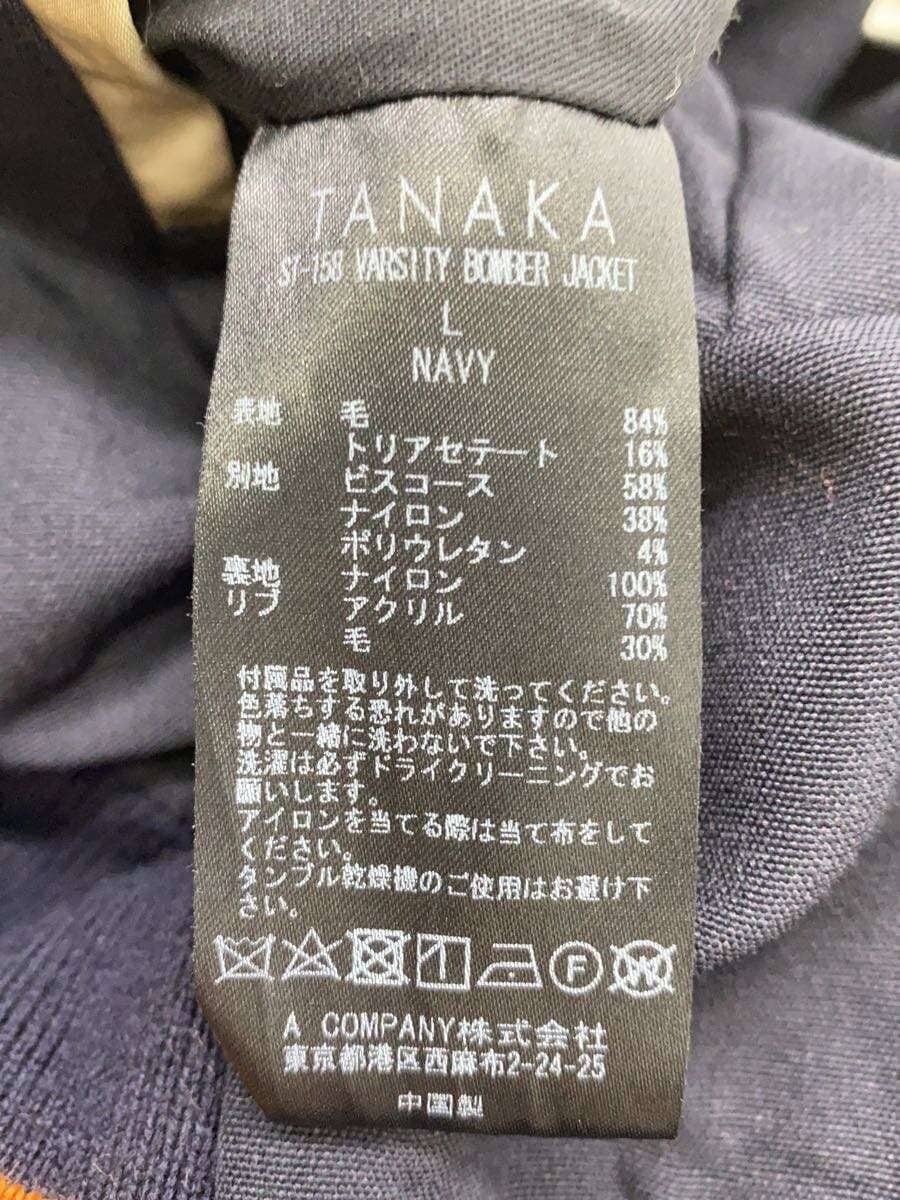 TANAKA
ST-158 VARSITY BOMBER JACKET
L
NAVY
表地 毛 84%
トリアセテート 16%
別地 ビスコース 58%
ナイロン 38%
ポリウレタン 4%
裏地 ナイロン 100%
リブ アクリル 70%
毛 30%
付属品を取り外して洗ってください。
色落ちする恐れがありますので他の
物と一緒に洗わないで下さい。
洗濯は必ずドライクリーニングでお
願いします。
アイロンを当てる際は当て布をして
ください。
タンブル乾燥機のご使用はお避け下
さい。
F W
A COMPANY株式会社
東京都港区西麻布2-24-25
中国製